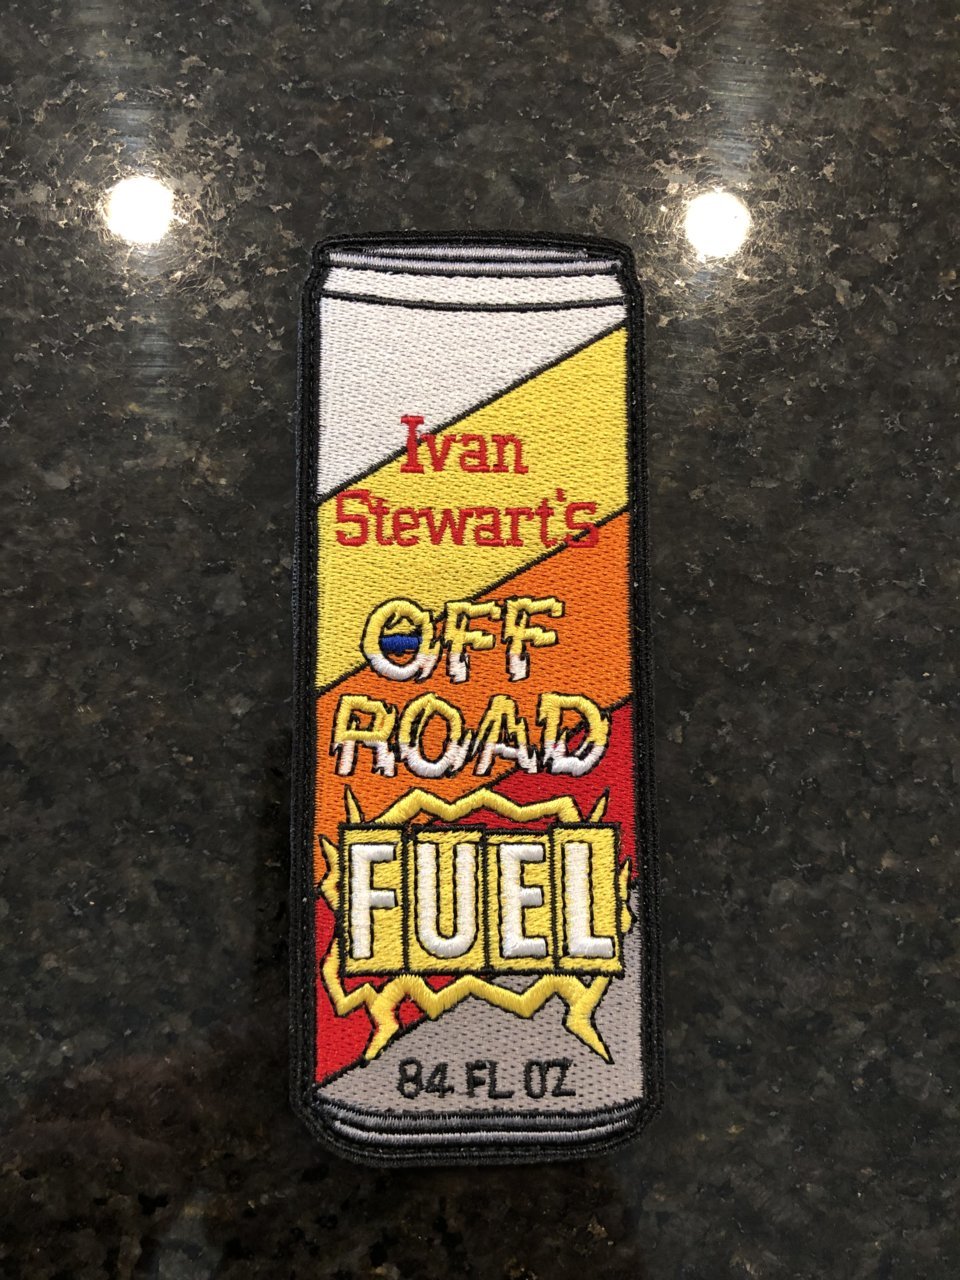 Ivan
Stewart's
OFF
ROAD
FUEL
84 FL OZ